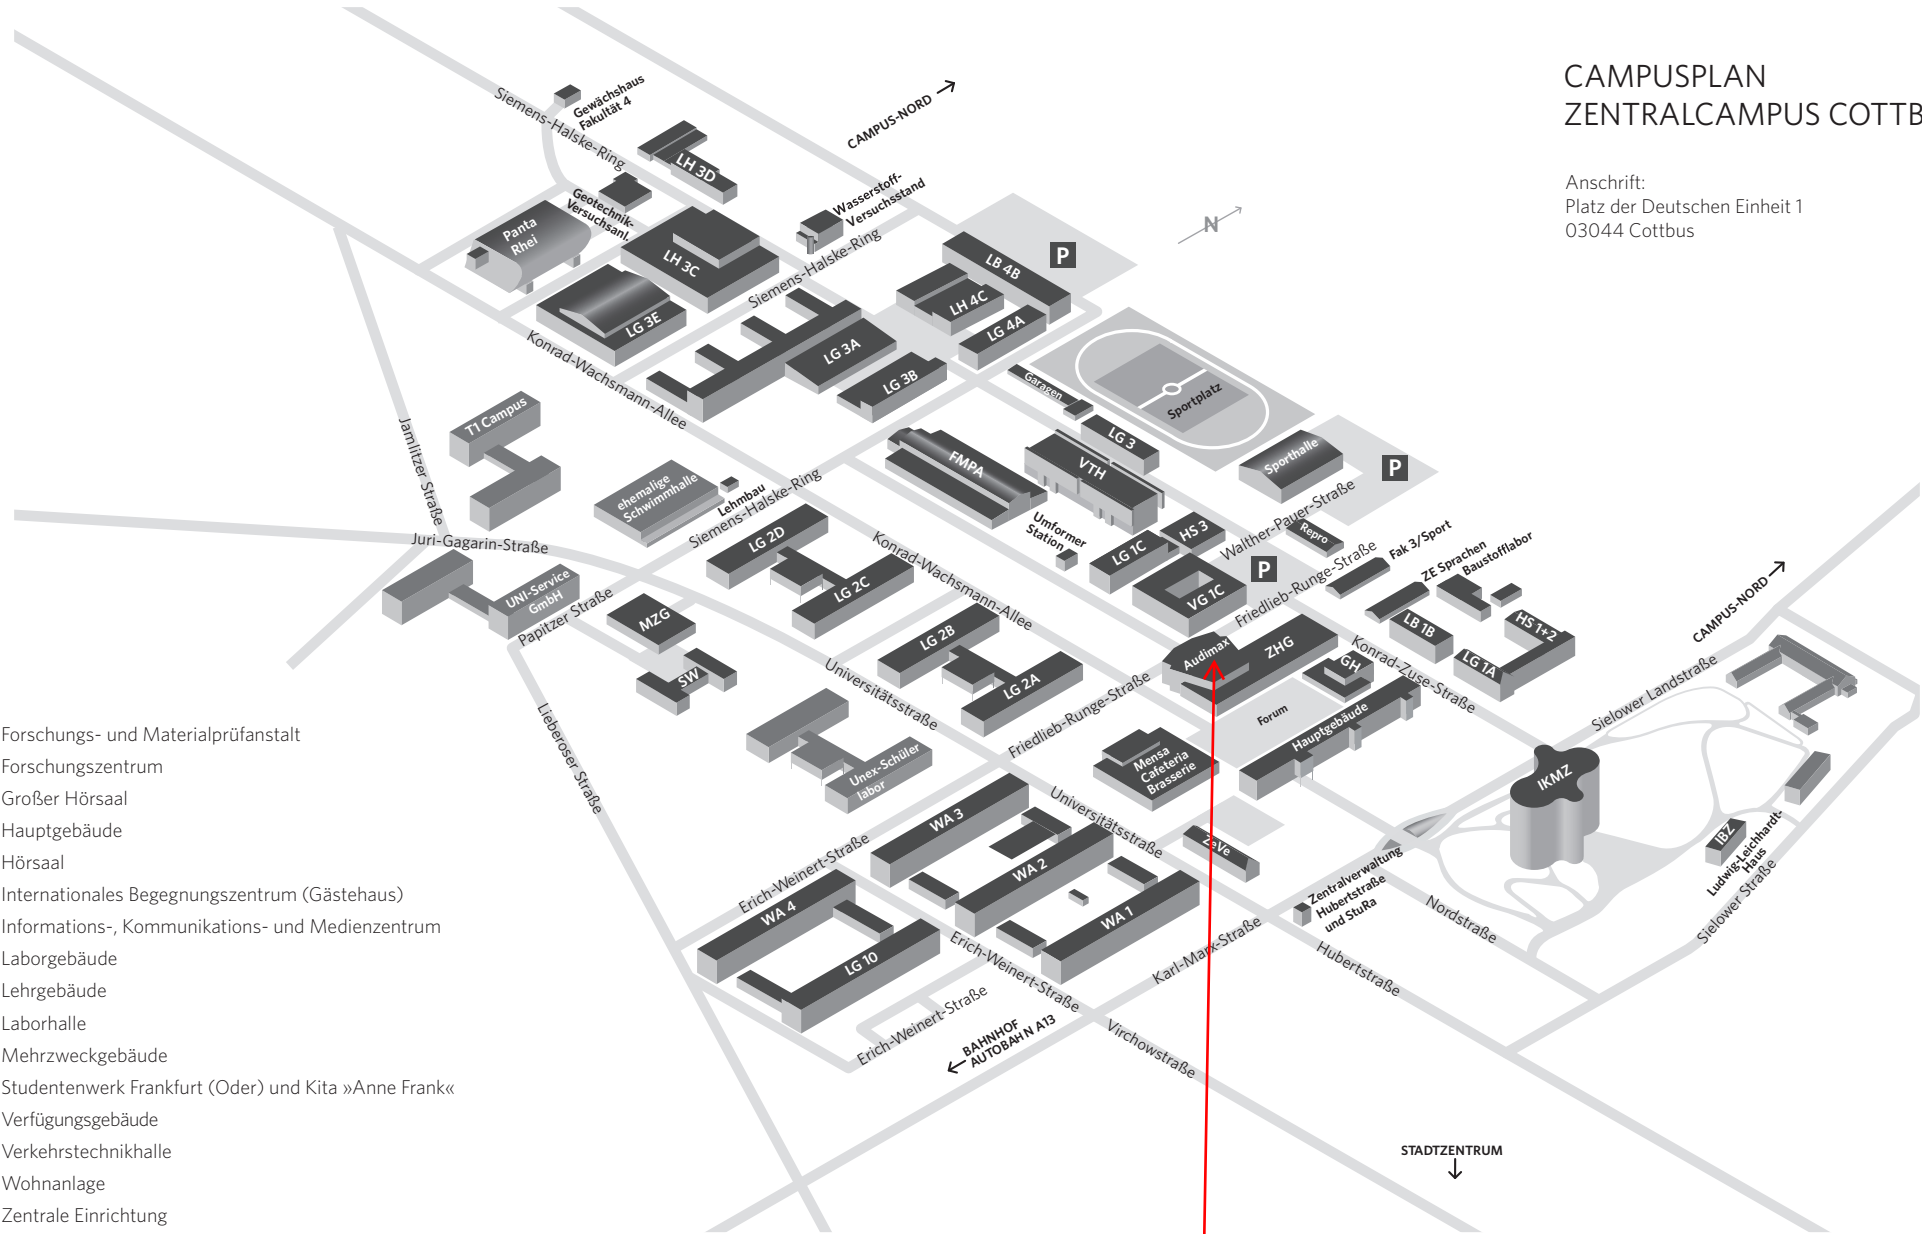 CAMPUSPLAN
ZENTRALCAMPUS COTTB
Anschrift:
Platz der Deutschen Einheit 1
03044 Cottbus
Gewächshaus
Fakultät 4
Siemens-Halske-Ring
CAMPUS-NORD
LH 3D
Geotechnik-
Versuchsanl.
Wasserstoff-
Versuchsstand
N
Panta
Rhei
LH 3C
Siemens-Halske-Ring
P
LB 4B
LH 4C
LG 4A
LG 3E
LG 3A
LG 3B
Konrad-Wachsmann-Allee
Garagen
Sportplatz
T1 Campus
Jamlitzer Straße
LG 3
Sporthalle
P
FMPA
VTH
ehemalige
Schwimmhalle
Lehmbau
Siemens-Halske-Ring
Walther-Pauer-Straße
Umformer
Station
HS 3
Repro
LG 1C
Juri-Gagarin-Straße
LG 2D
Konrad-Wachsmann-Allee
Fak 3/Sport
ZE Sprachen
Baustofflabor
P
Friedlieb-Runge-Straße
UNI-Service
GmbH
Papitzer Straße
LG 2C
VG 1C
CAMPUS-NORD
MZG
LG 2B
LB 1B
HS 1+2
Audimax
ZHG
GH
LG 1A
Konrad-Zuse-Straße
SW
LG 2A
Universitätsstraße
Friedlieb-Runge-Straße
Sielower Landstraße
Forum
Hauptgebäude
Lieberoser Straße
Unex-Schüler
labor
Mensa
Cafeteria
Brasserie
IKMZ
WA 3
Universitätsstraße
ZeVe
IBZ
Ludwig-Leichhardt-
Haus
Erich-Weinert-Straße
WA 2
Zentralverwaltung
Hubertstraße
und StuRa
Sielower Straße
WA 4
WA 1
Nordstraße
LG 10
Erich-Weinert-Straße
Karl-Marx-Straße
Hubertstraße
Erich-Weinert-Straße
BAHNHOF
AUTOBAHN A13
Virchowstraße
STADTZENTRUM
Forschungs- und Materialprüfanstalt
Forschungszentrum
Großer Hörsaal
Hauptgebäude
Hörsaal
Internationales Begegnungszentrum (Gästehaus)
Informations-, Kommunikations- und Medienzentrum
Laborgebäude
Lehrgebäude
Laborhalle
Mehrzweckgebäude
Studentenwerk Frankfurt (Oder) und Kita »Anne Frank«
Verfügungsgebäude
Verkehrstechnikhalle
Wohnanlage
Zentrale Einrichtung